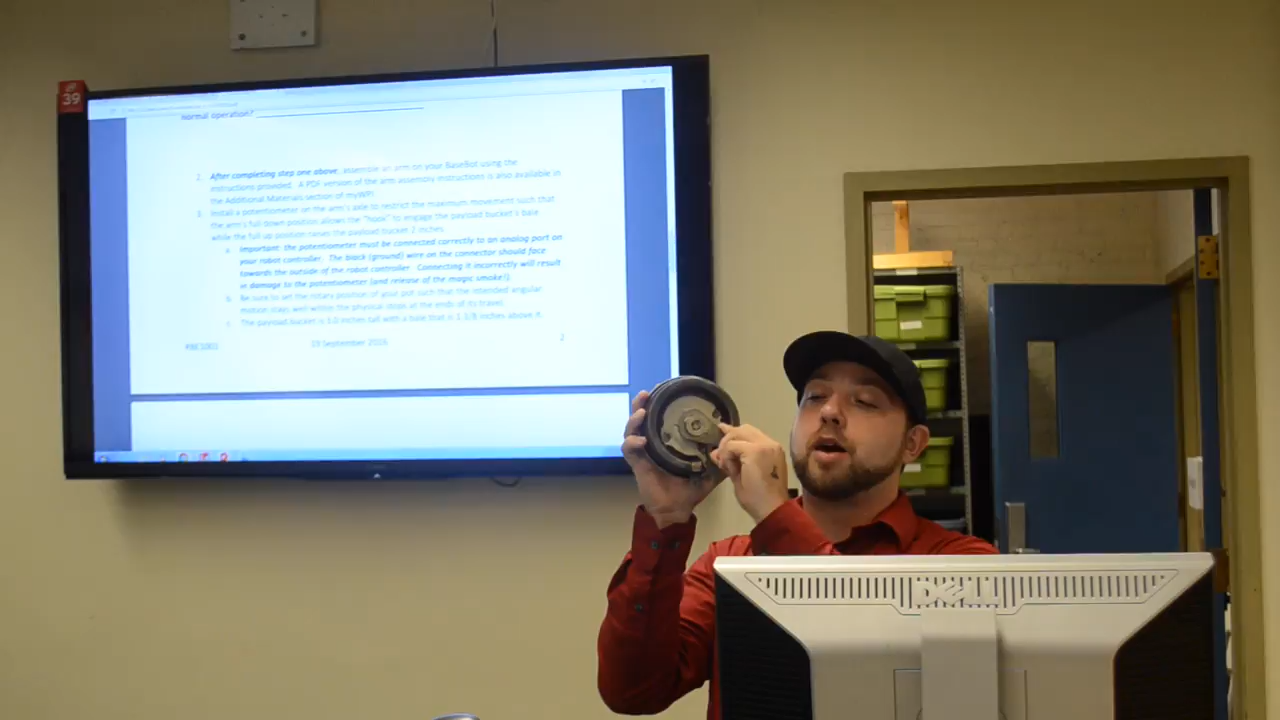 39
normal operation?
2. After completing step one above, assemble an arm on your BaseBot using the
instructions provided. A PDF version of the arm assembly instructions is also available in
the Additional Materials section of myWPI
3. Install a potentiometer on the arm's axle to restrict the maximum movement such that
the arm's full down position allows the "hook" to engage the payload bucket's bale
while the full up position raises the payload bucket 2 inches.
a. Important: the potentiometer must be connected correctly to an analog port on
your robot controller. The black (ground) wire on the connector should face
towards the outside of the robot controller. Connecting it incorrectly will result
in damage to the potentiometer (and release of the magic smoke!).
b. Be sure to set the rotary position of your pot such that the intended angular
motion stays well within the physical stops at the ends of its travel.
c. The payload bucket is 3.0 inches tall with a bale that is 1 3/8 inches above it.
RBE1001 19 September 2016 2
DELL